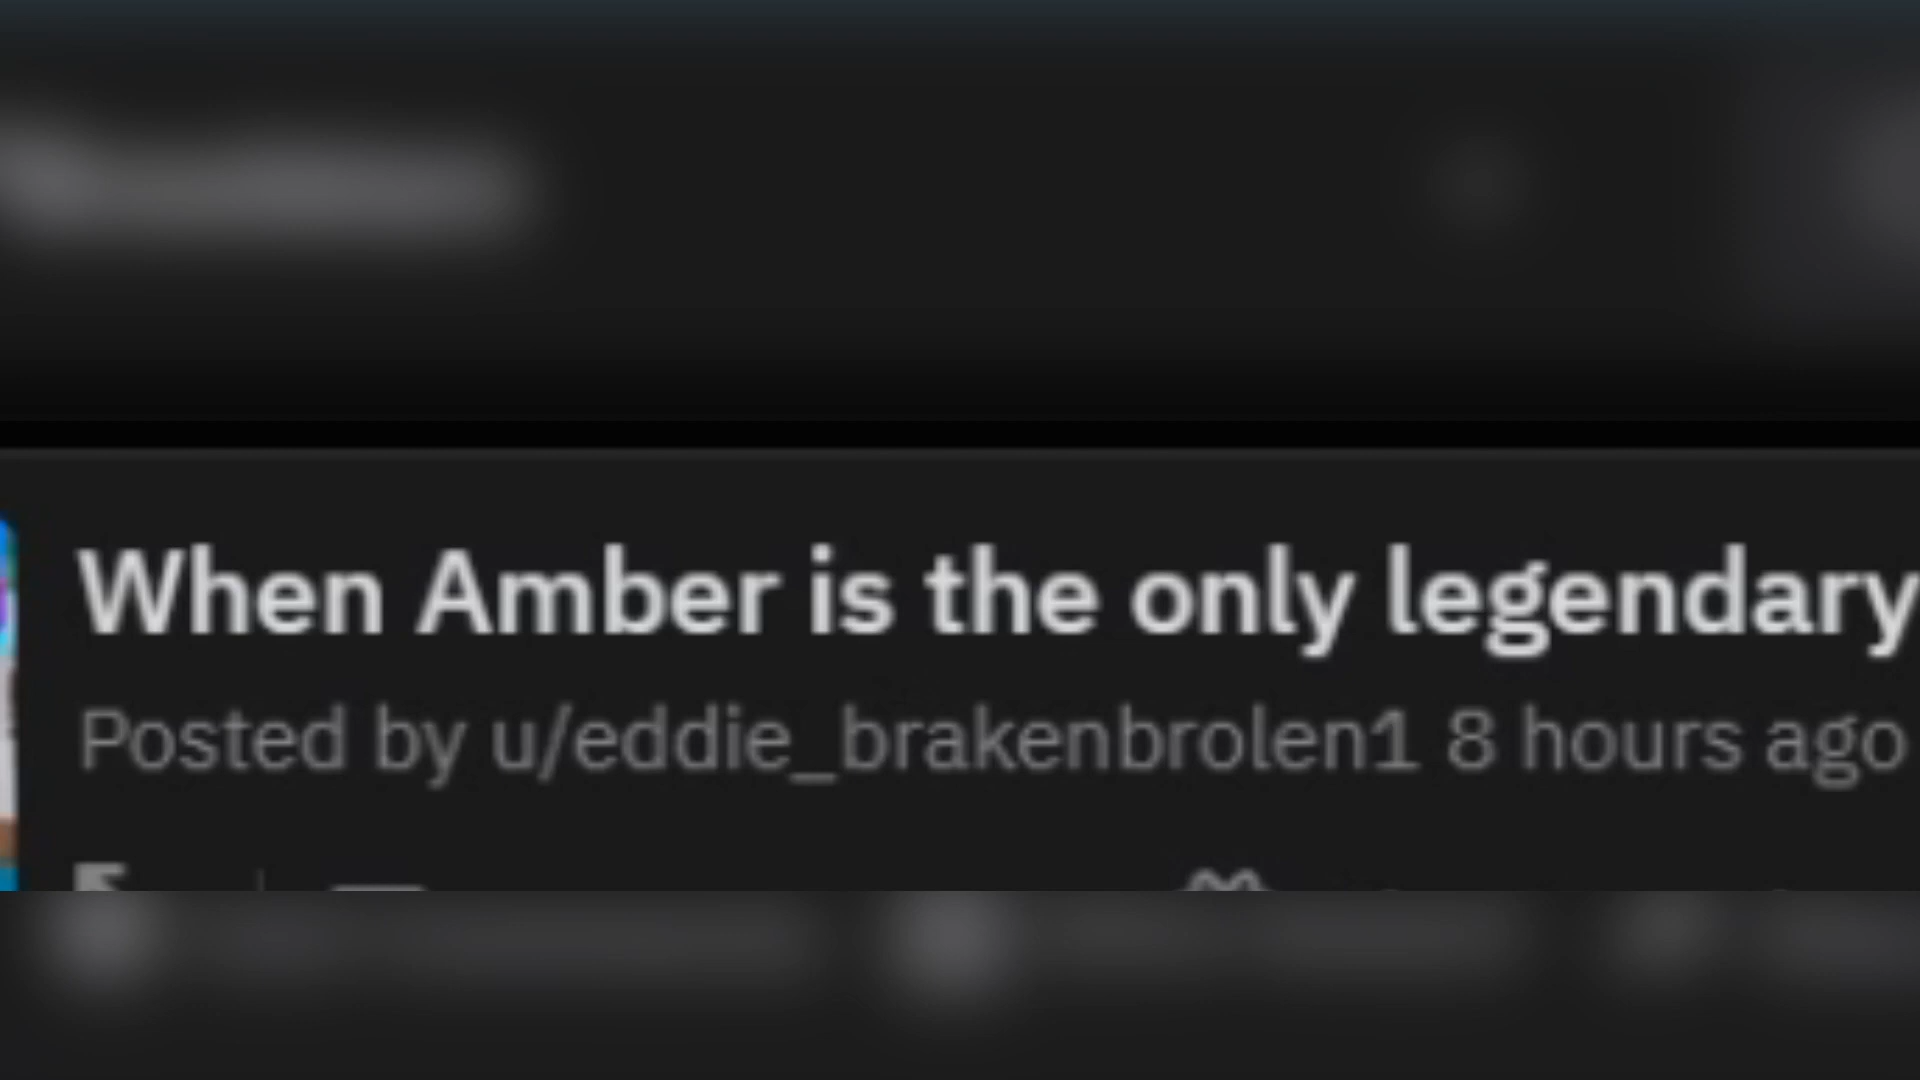 When Amber is the only legendary
Posted by u/eddie_brakenbrolen1 8 hours ago